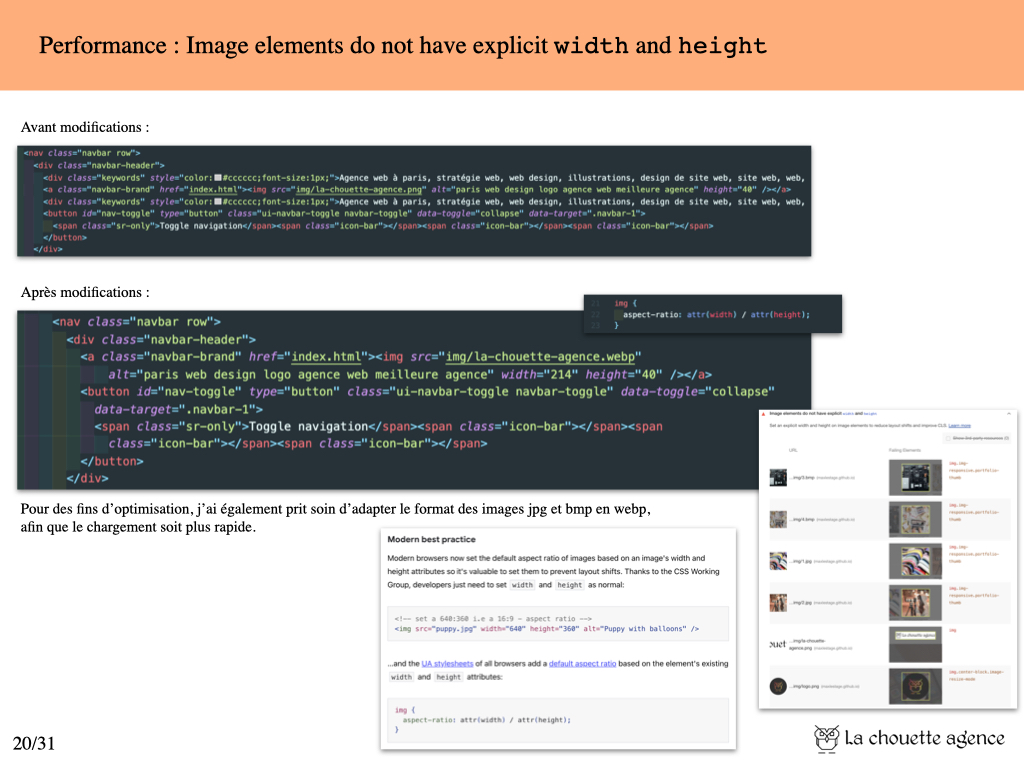 Performance : Image elements do not have explicit width and height
Avant modifications :
<nav class="navbar row">
<div class="navbar-header">
<div class="keywords" style="color:#cccccc;font-size:1px;">Agence web à paris, stratégie web, web design, illustrations, design de site web, site web, web,
<a class="navbar-brand" href="index.html"><img src="img/la-chouette-agence.png" alt="paris web design logo agence web meilleure agence" height="40" /></a>
<div class="keywords" style="color:#cccccc;font-size:1px;">Agence web à paris, stratégie web, web design, illustrations, design de site web, site web, web,
<button id="nav-toggle" type="button" class="ui-navbar-toggle navbar-toggle" data-toggle="collapse" data-target=".navbar-1">
<span class="sr-only">Toggle navigation</span><span class="icon-bar"></span><span class="icon-bar"></span><span class="icon-bar"></span>
</button>
</div>
Après modifications :
21 img {
22 aspect-ratio: attr(width) / attr(height);
23 }
<nav class="navbar row">
<div class="navbar-header">
<a class="navbar-brand" href="index.html"><img src="img/la-chouette-agence.webp"
alt="paris web design logo agence web meilleure agence" width="214" height="40" /></a>
<button id="nav-toggle" type="button" class="ui-navbar-toggle navbar-toggle" data-toggle="collapse"
data-target=".navbar-1">
<span class="sr-only">Toggle navigation</span><span class="icon-bar"></span><span
class="icon-bar"></span><span class="icon-bar"></span>
</button>
</div>
Pour des fins d'optimisation, j'ai également prit soin d'adapter le format des images jpg et bmp en webp,
afin que le chargement soit plus rapide.
Modern best practice
Modern browsers now set the default aspect ratio of images based on an image's width and
height attributes so it's valuable to set them to prevent layout shifts. Thanks to the CSS Working
Group, developers just need to set width and height as normal:
<!-- set a 640:360 i.e a 16:9 - aspect ratio -->
<img src="puppy.jpg" width="640" height="360" alt="Puppy with balloons" />
...and the UA stylesheets of all browsers add a default aspect ratio based on the element's existing
width and height attributes:
img {
aspect-ratio: attr(width) / attr(height);
}
Image elements do not have explicit width and height
Set an explicit width and height on image elements to reduce layout shifts and improve CLS. Learn more
Show 3rd-party resources (0)
URL Failing Elements
...img/3.bmp img.img-responsive.portfolio-thumb
...img/4.bmp img.img-responsive.portfolio-thumb
...img/1.jpg img.img-responsive.portfolio-thumb
...img/2.jpg img.img-responsive.portfolio-thumb
...img/la-chouette-agence.png img
...img/logo.png img.center-block.image-resize-mode
20/31
La chouette agence